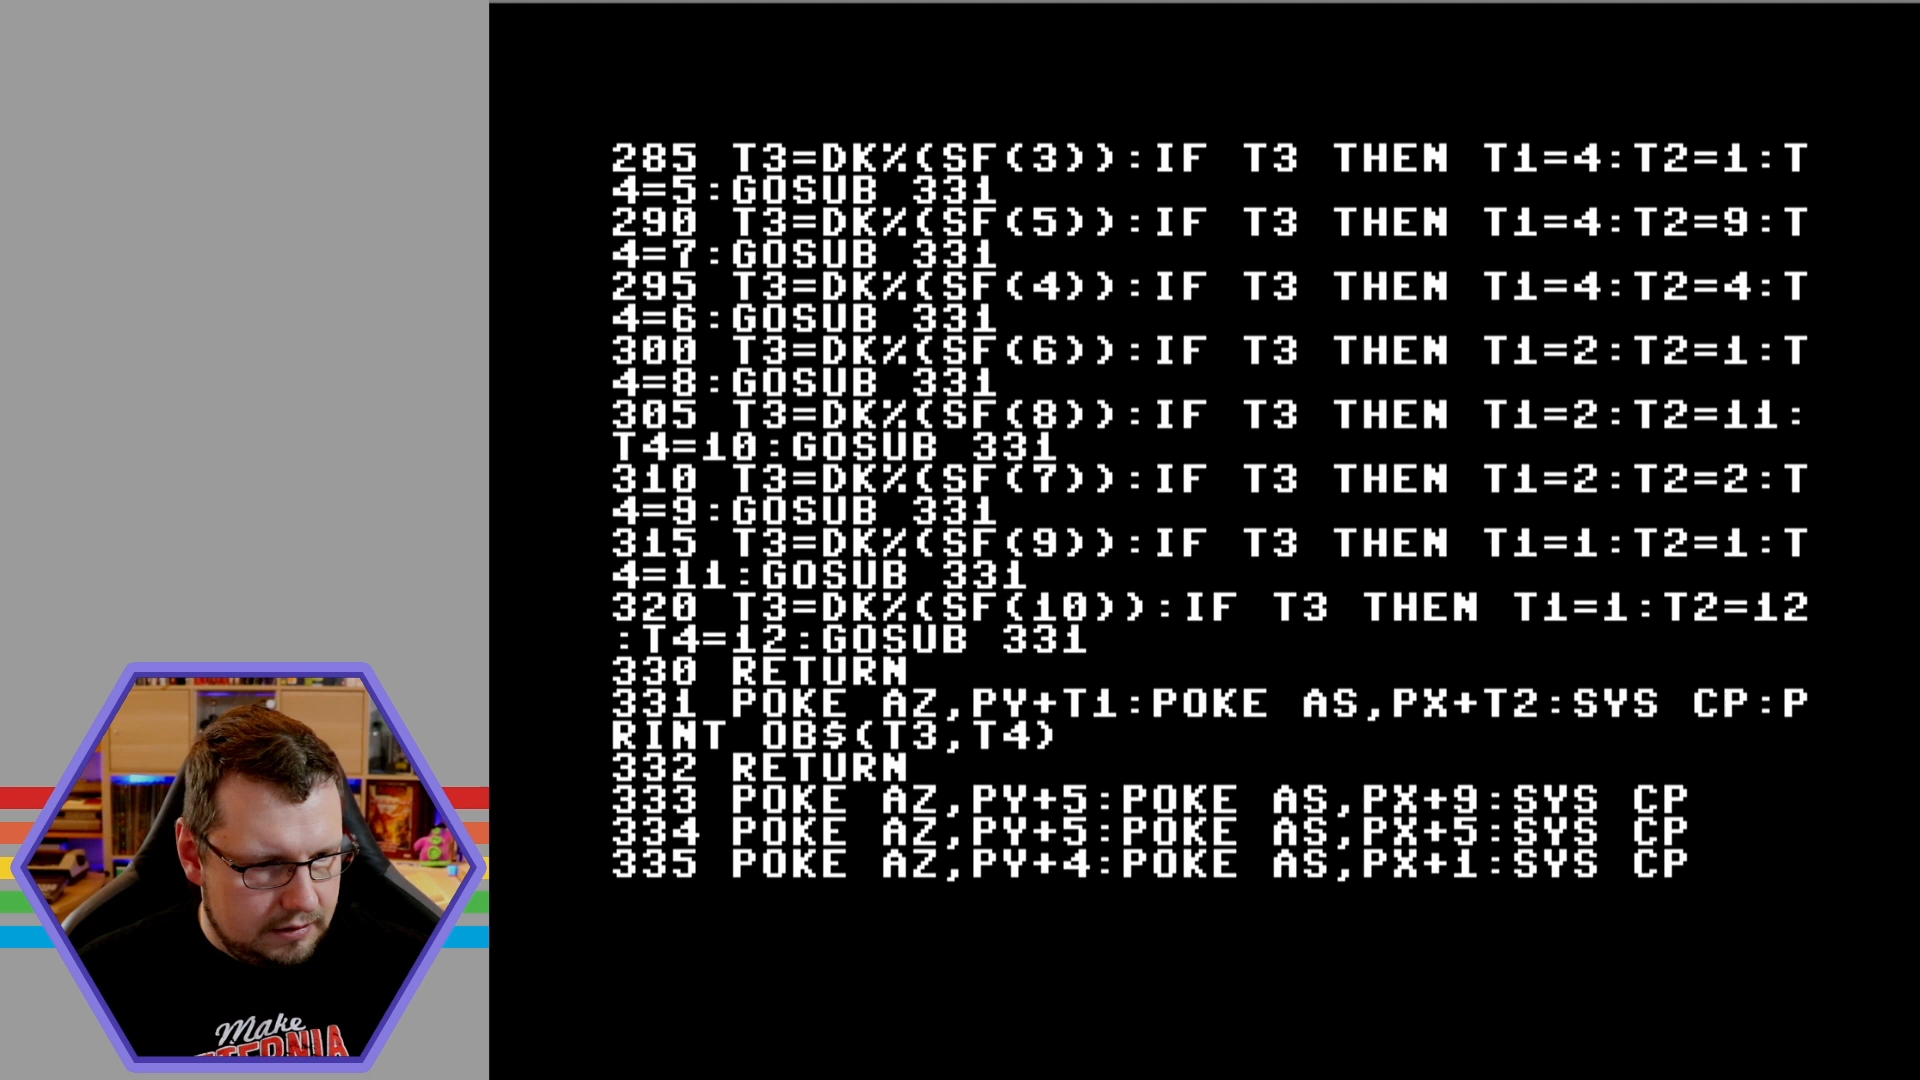 285 T3=DK%(SF(3)):IF T3 THEN T1=4:T2=1:T
4=5:GOSUB 331
290 T3=DK%(SF(5)):IF T3 THEN T1=4:T2=9:T
4=7:GOSUB 331
295 T3=DK%(SF(4)):IF T3 THEN T1=4:T2=4:T
4=6:GOSUB 331
300 T3=DK%(SF(6)):IF T3 THEN T1=2:T2=1:T
4=8:GOSUB 331
305 T3=DK%(SF(8)):IF T3 THEN T1=2:T2=11:
T4=10:GOSUB 331
310 T3=DK%(SF(7)):IF T3 THEN T1=2:T2=2:T
4=9:GOSUB 331
315 T3=DK%(SF(9)):IF T3 THEN T1=1:T2=1:T
4=11:GOSUB 331
320 T3=DK%(SF(10)):IF T3 THEN T1=1:T2=12
:T4=12:GOSUB 331
330 RETURN
331 POKE AZ,PY+T1:POKE AS,PX+T2:SYS CP:P
RINT OB$(T3,T4)
332 RETURN
333 POKE AZ,PY+5:POKE AS,PX+9:SYS CP
334 POKE AZ,PY+5:POKE AS,PX+5:SYS CP
335 POKE AZ,PY+4:POKE AS,PX+1:SYS CP
Make
ETERNIA